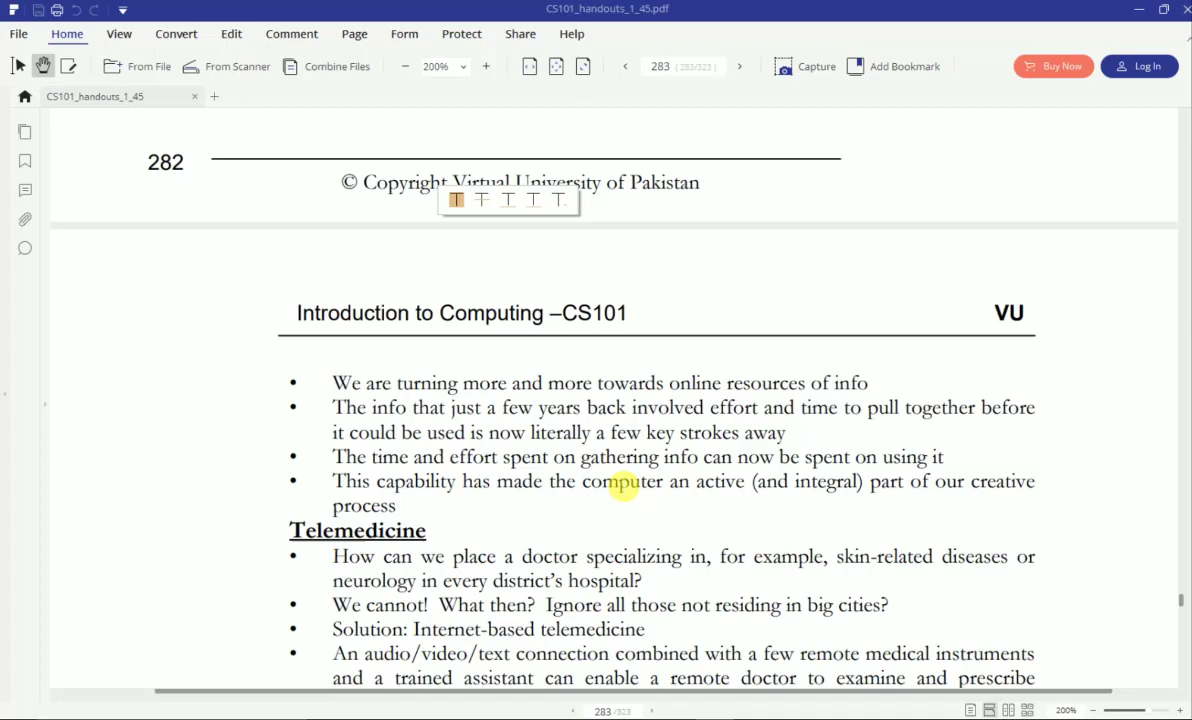 CS101_handouts_1_45.pdf
File Home View Convert Edit Comment Page Form Protect Share Help
From File From Scanner Combine Files 200% 283 (283/323) Capture Add Bookmark Buy Now Log In
CS101_handouts_1_45
282
© Copyright Virtual University of Pakistan
Introduction to Computing –CS101 VU
• We are turning more and more towards online resources of info
• The info that just a few years back involved effort and time to pull together before
it could be used is now literally a few key strokes away
• The time and effort spent on gathering info can now be spent on using it
• This capability has made the computer an active (and integral) part of our creative
process
Telemedicine
• How can we place a doctor specializing in, for example, skin-related diseases or
neurology in every district's hospital?
• We cannot! What then? Ignore all those not residing in big cities?
• Solution: Internet-based telemedicine
• An audio/video/text connection combined with a few remote medical instruments
and a trained assistant can enable a remote doctor to examine and prescribe
283 /323 200%